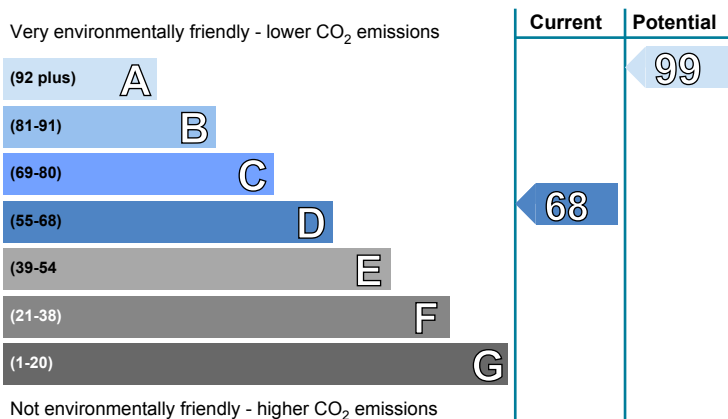 Current Potential
Very environmentally friendly - lower CO2 emissions
(92 plus) A 99
(81-91) B
(69-80) C
(55-68) D 68
(39-54 E
(21-38) F
(1-20) G
Not environmentally friendly - higher CO2 emissions